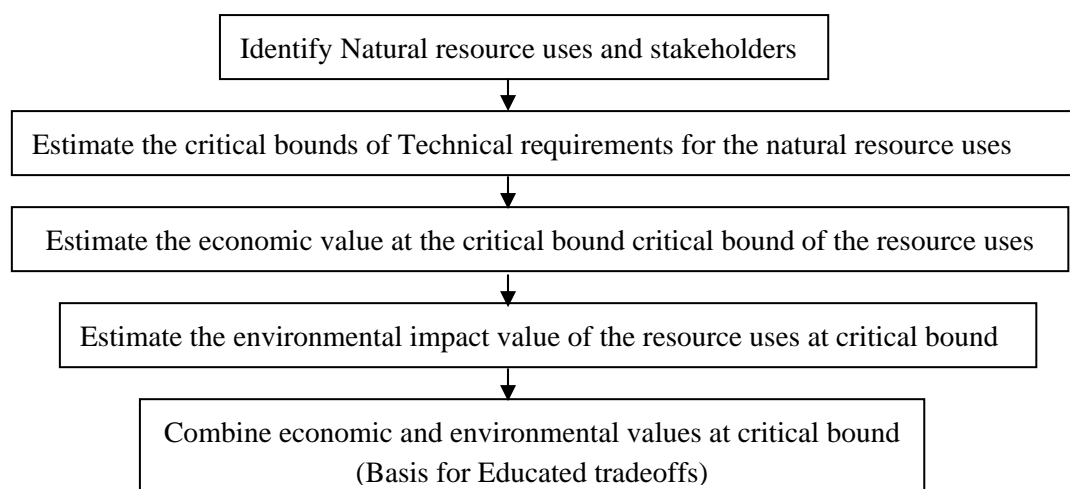 Identify Natural resource uses and stakeholders
Estimate the critical bounds of Technical requirements for the natural resource uses
Estimate the economic value at the critical bound critical bound of the resource uses
Estimate the environmental impact value of the resource uses at critical bound
Combine economic and environmental values at critical bound
(Basis for Educated tradeoffs)